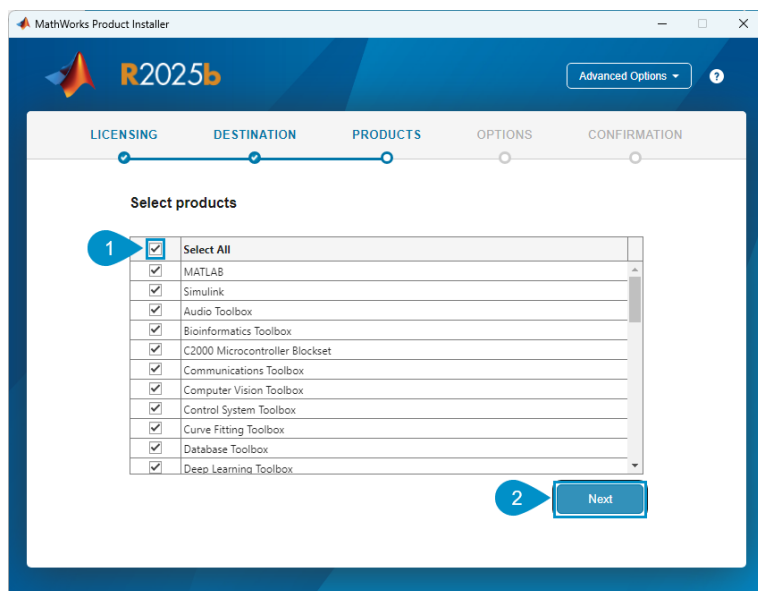 MathWorks Product Installer
R2025b
Advanced Options
?
LICENSING DESTINATION PRODUCTS OPTIONS CONFIRMATION
Select products
1
Select All
MATLAB
Simulink
Audio Toolbox
Bioinformatics Toolbox
C2000 Microcontroller Blockset
Communications Toolbox
Computer Vision Toolbox
Control System Toolbox
Curve Fitting Toolbox
Database Toolbox
Deep Learning Toolbox
2
Next